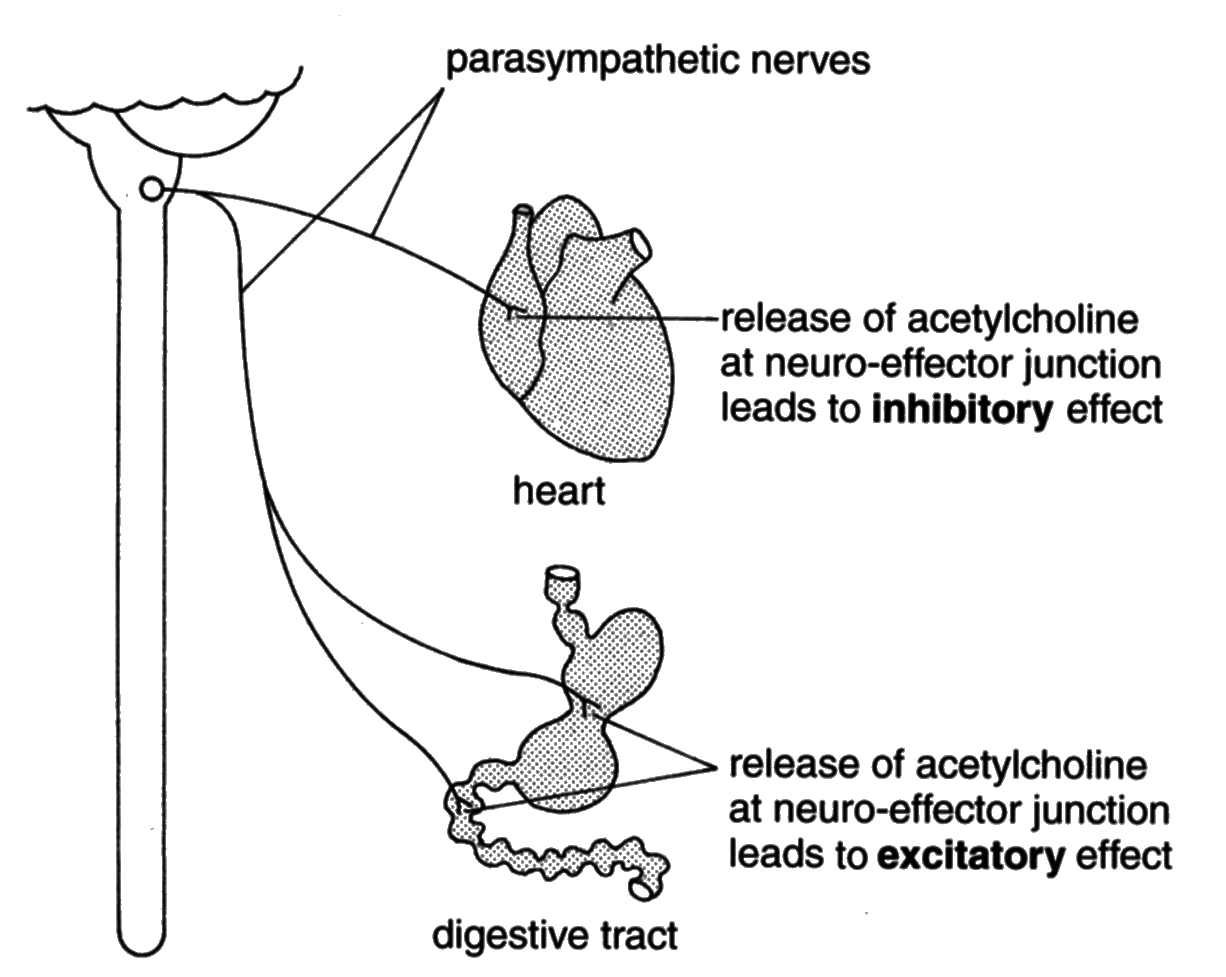 parasympathetic nerves
release of acetylcholine
at neuro-effector junction
leads to inhibitory effect
heart
release of acetylcholine
at neuro-effector junction
leads to excitatory effect
digestive tract